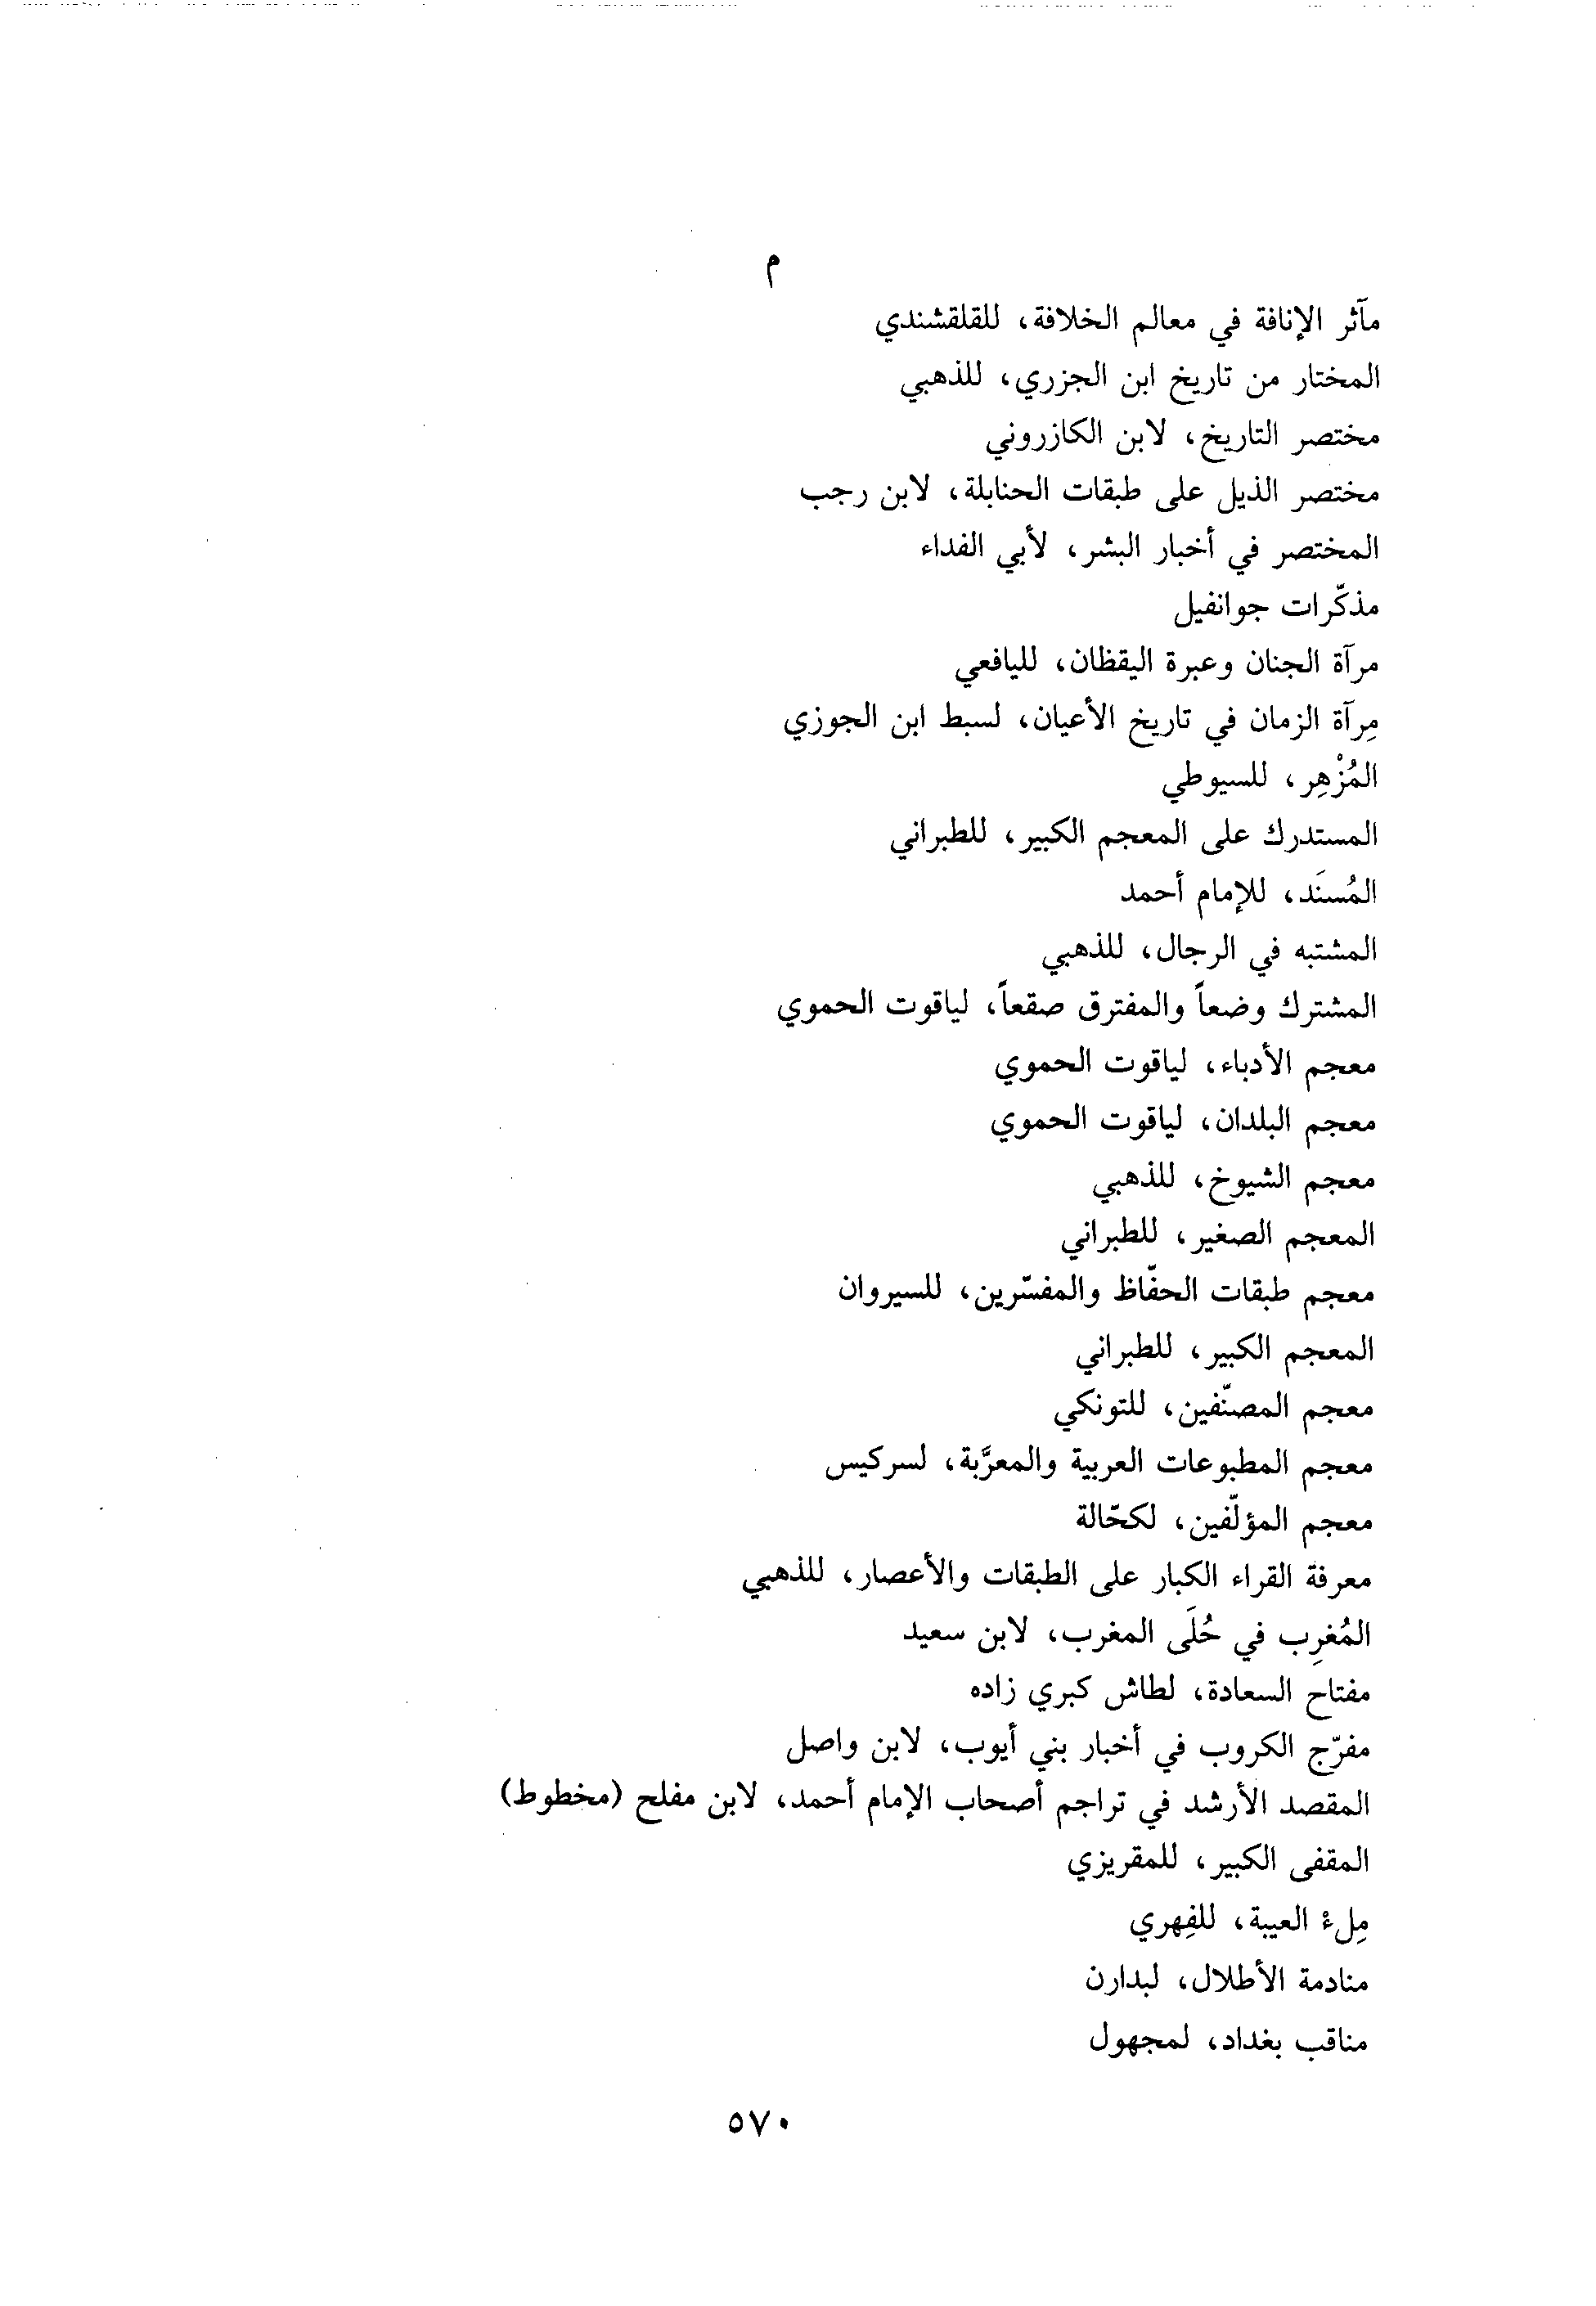 م
مآثر الإنافة في معالم الخلافة، للقلقشندي
المختار من تاريخ ابن الجزري، للذهبي
مختصر التاريخ، لابن الكازروني
مختصر الذيل على طبقات الحنابلة، لابن رجب
المختصر في أخبار البشر، لأبي الفداء
مذكّرات جوانفيل
مرآة الجنان وعبرة اليقظان، لليافعي
مِرآة الزمان في تاريخ الأعيان، لسبط ابن الجوزي
المُزْهِر، للسيوطي
المستدرك على المعجم الكبير، للطبراني
المُسنَد، للإمام أحمد
المشتبه في الرجال، للذهبي
المشترك وضعاً والمفترق صقعاً، لياقوت الحموي
معجم الأدباء، لياقوت الحموي
معجم البلدان، لياقوت الحموي
معجم الشيوخ، للذهبي
المعجم الصغير، للطبراني
معجم طبقات الحفّاظ والمفسّرين، للسيروان
المعجم الكبير، للطبراني
معجم المصنّفين، للتونكي
معجم المطبوعات العربية والمعرَّبة، لسركيس
معجم المؤلّفين، لكحّالة
معرفة القراء الكبار على الطبقات والأعصار، للذهبي
المُغرِب في حُلَى المغرب، لابن سعيد
مفتاح السعادة، لطاش كبري زاده
مفرّج الكروب في أخبار بني أيوب، لابن واصل
المقصد الأرشد في تراجم أصحاب الإمام أحمد، لابن مفلح (مخطوط)
المقفى الكبير، للمقريزي
مِلءْ العيبة، للفِهري
منادمة الأطلال، لبدارن
مناقب بغداد، لمجهول
٥٧٠